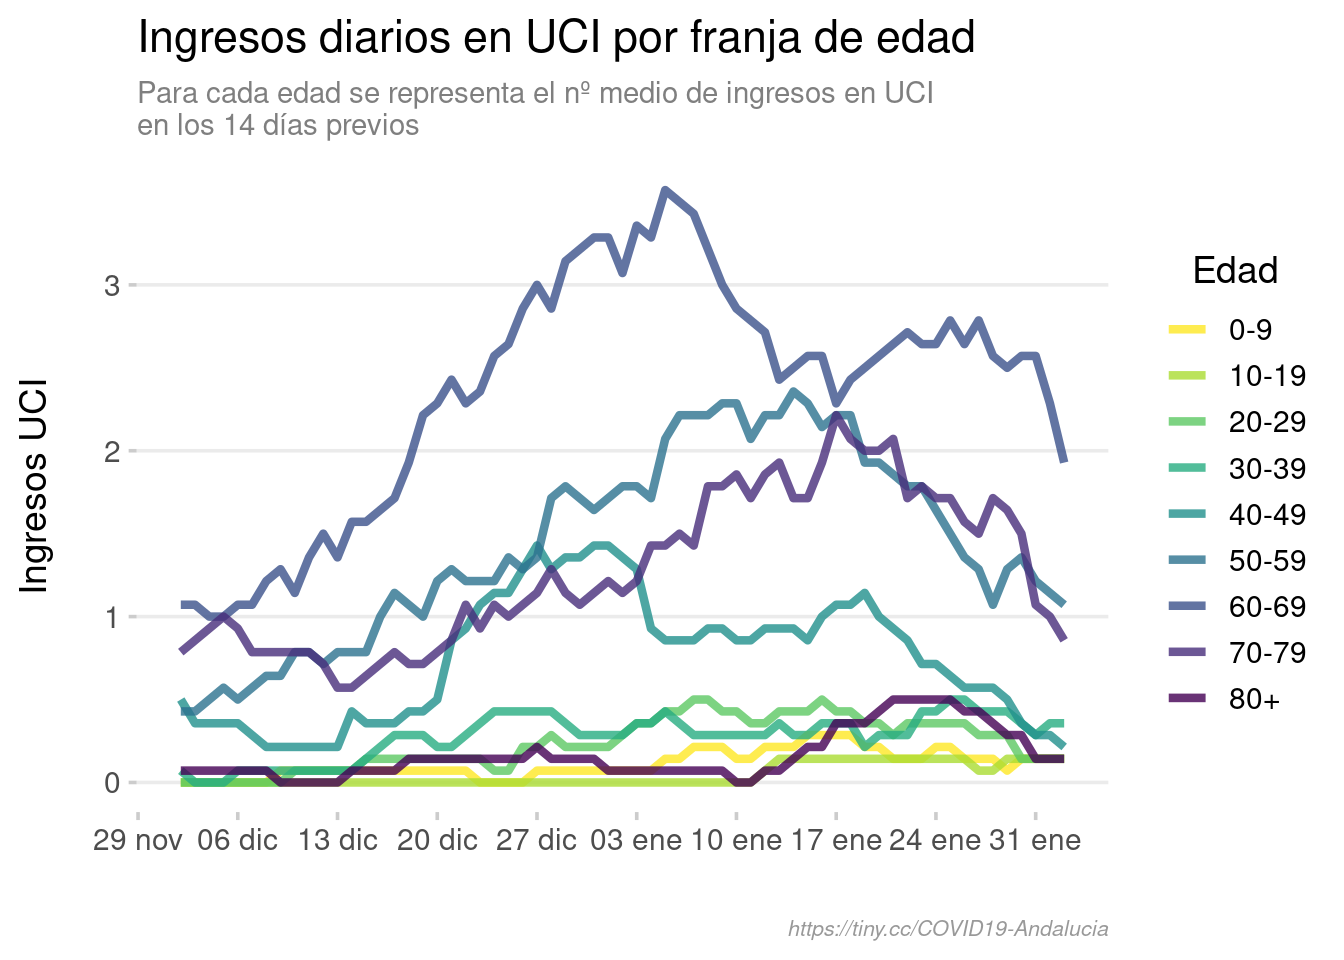 Ingresos diarios en UCI por franja de edad
Para cada edad se representa el nº medio de ingresos en UCI
en los 14 días previos
Ingresos UCI
3
2
1
0
29 nov 06 dic 13 dic 20 dic 27 dic 03 ene 10 ene 17 ene 24 ene 31 ene
Edad
0-9
10-19
20-29
30-39
40-49
50-59
60-69
70-79
80+
https://tiny.cc/COVID19-Andalucia